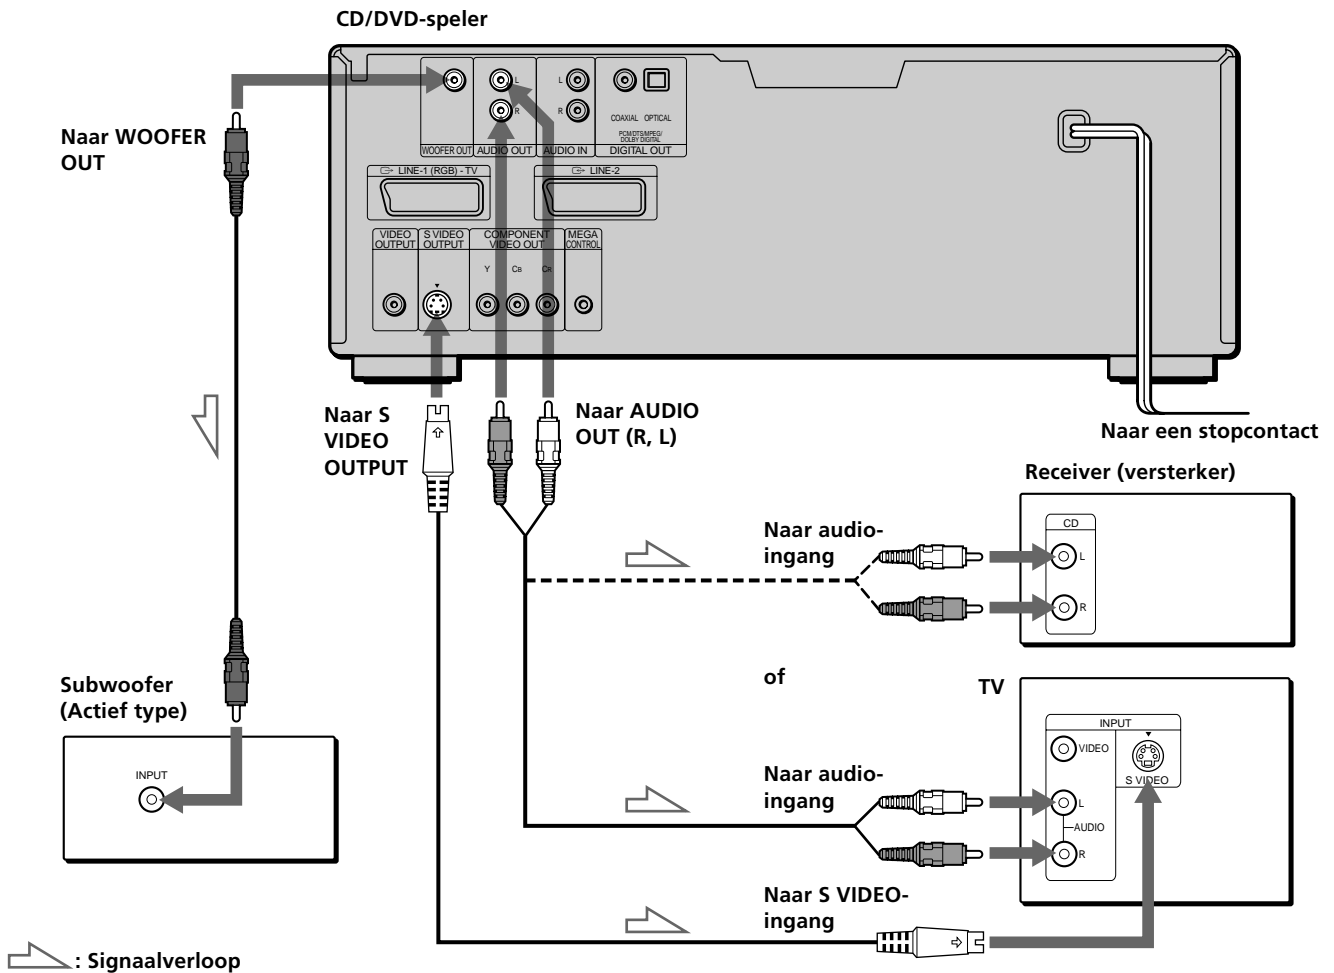 CD/DVD-speler
L
R
L
R
COAXIAL OPTICAL
PCM/DTS/MPEG/
DOLBY DIGITAL
WOOFER OUT
AUDIO OUT
AUDIO IN
DIGITAL OUT
Naar WOOFER
OUT
LINE-1 (RGB) - TV
LINE-2
VIDEO
OUTPUT
S VIDEO
OUTPUT
COMPONENT
VIDEO OUT
MEGA
CONTROL
Y
CB
CR
Naar S
VIDEO
OUTPUT
Naar AUDIO
OUT (R, L)
Naar een stopcontact
Receiver (versterker)
CD
L
R
Naar audio-
ingang
of
TV
INPUT
VIDEO
S VIDEO
L
AUDIO
R
Naar audio-
ingang
Subwoofer
(Actief type)
INPUT
Naar S VIDEO-
ingang
: Signaalverloop